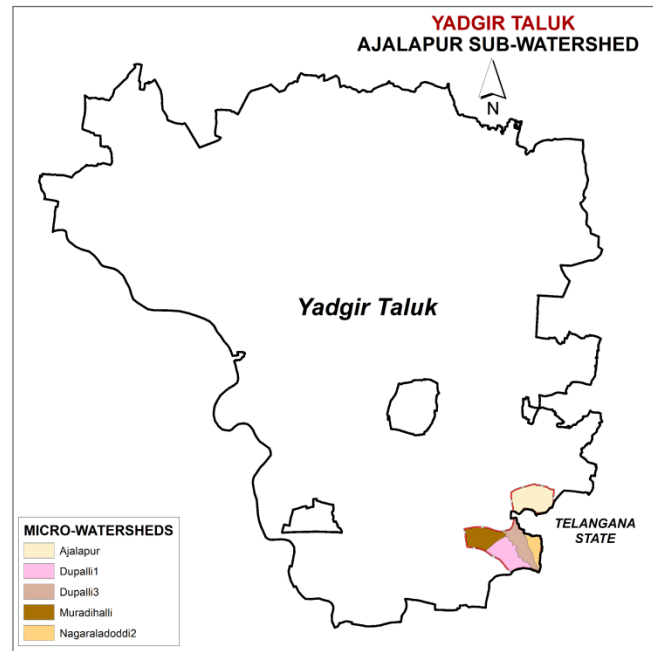 YADGIR TALUK
AJALAPUR SUB-WATERSHED
N
Yadgir Taluk
TELANGANA
STATE
MICRO-WATERSHEDS
Ajalapur
Dupalli1
Dupalli3
Muradihalli
Nagaraladoddi2